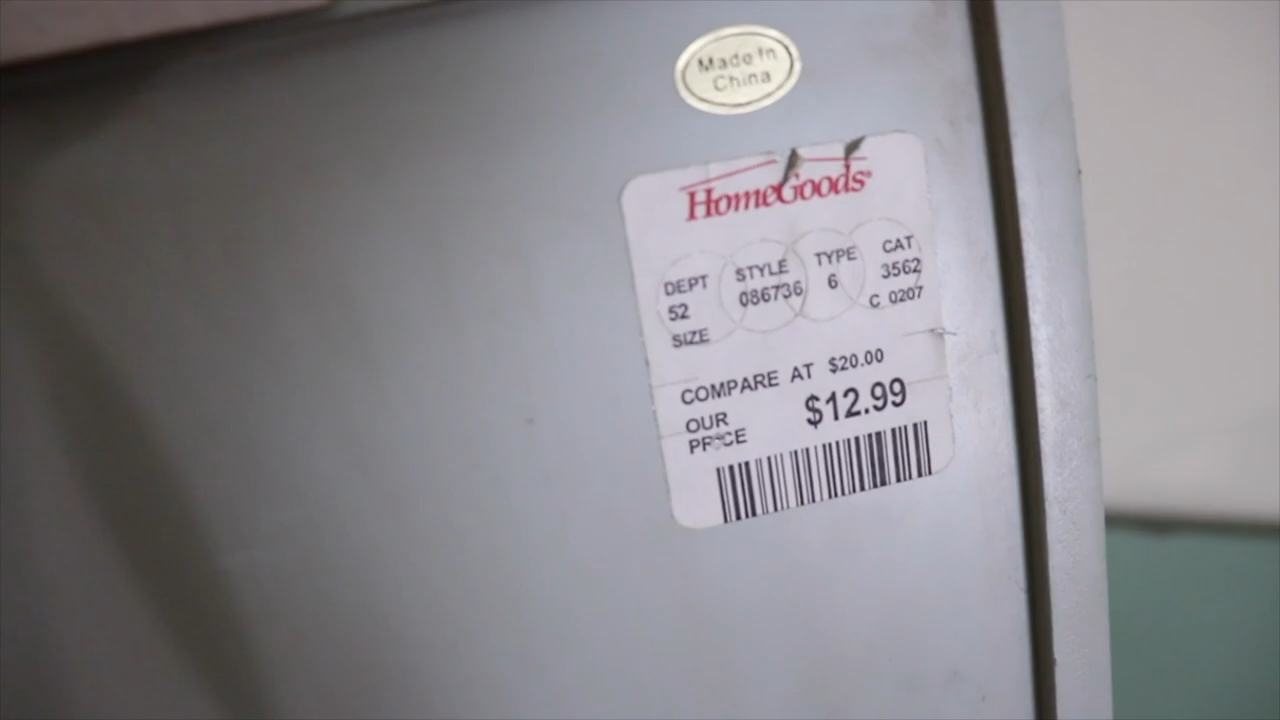 Made In
China
HomeGoods®
DEPT STYLE TYPE CAT
52 086736 6 3562
SIZE C 0207
COMPARE AT $20.00
OUR
PRICE $12.99